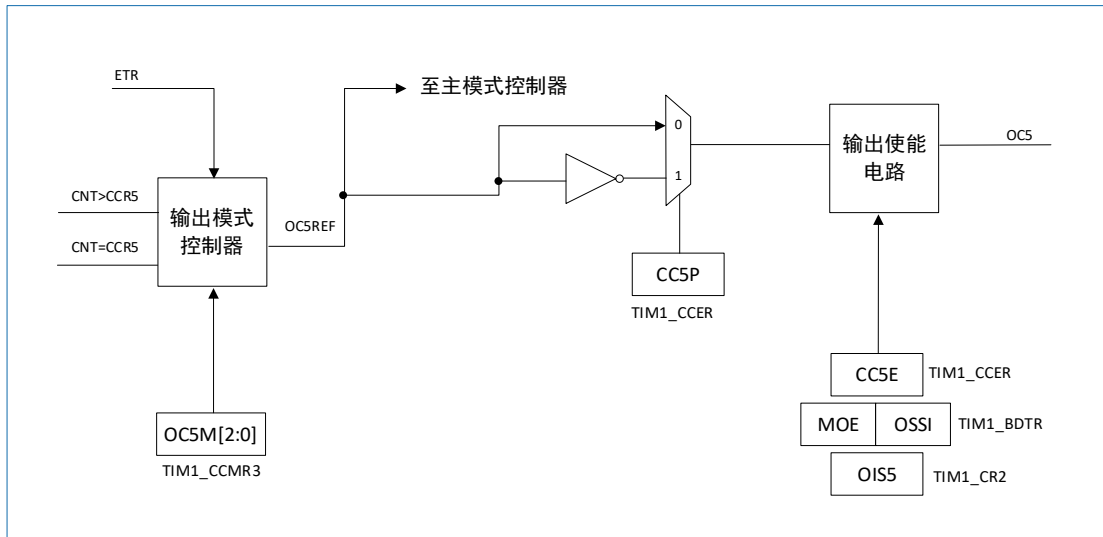 ETR
至主模式控制器
CNT>CCR5
CNT=CCR5
输出模式
控制器
OC5REF
0
1
输出使能
电路
OC5
CC5P
TIM1_CCER
OC5M[2:0]
TIM1_CCMR3
CC5E
TIM1_CCER
MOE
OSSI
TIM1_BDTR
OIS5
TIM1_CR2